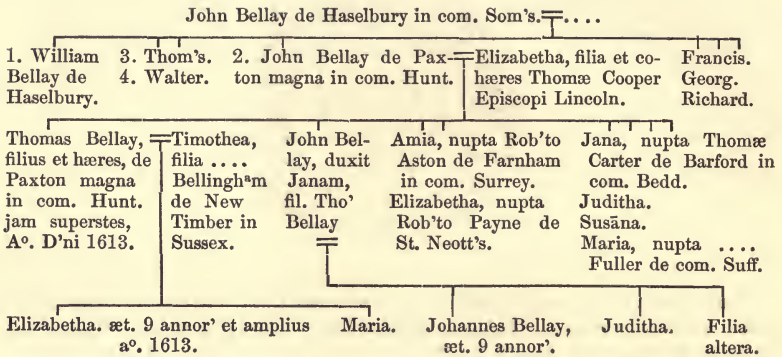 John Bellay de Haselbury in com. Som's.=....
1. William
Bellay de
Haselbury.
3. Thom's.
4. Walter.
2. John Bellay de Pax-
ton magna in com. Hunt.
Elizabetha, filia et co-
hæres Thomæ Cooper
Episcopi Lincoln.
Francis.
Georg.
Richard.
Thomas Bellay,
filius et hæres, de
Paxton magna
in com. Hunt.
jam superstes,
Aº. D'ni 1613.
Timothea,
filia ....
Bellinghᵃm
de New
Timber in
Sussex.
John Bel-
lay, duxit
Janam,
fil. Tho'
Bellay
Amia, nupta Rob'to
Aston de Farnham
in com. Surrey.
Elizabetha, nupta
Rob'to Payne de
St. Neott's.
Jana, nupta Thomæ
Carter de Barford in
com. Bedd.
Juditha.
Susāna.
Maria, nupta ....
Fuller de com. Suff.
Elizabetha. æt. 9 annor' et amplius
aº. 1613.
Maria.
Johannes Bellay,
æt. 9 annor'.
Juditha.
Filia
altera.